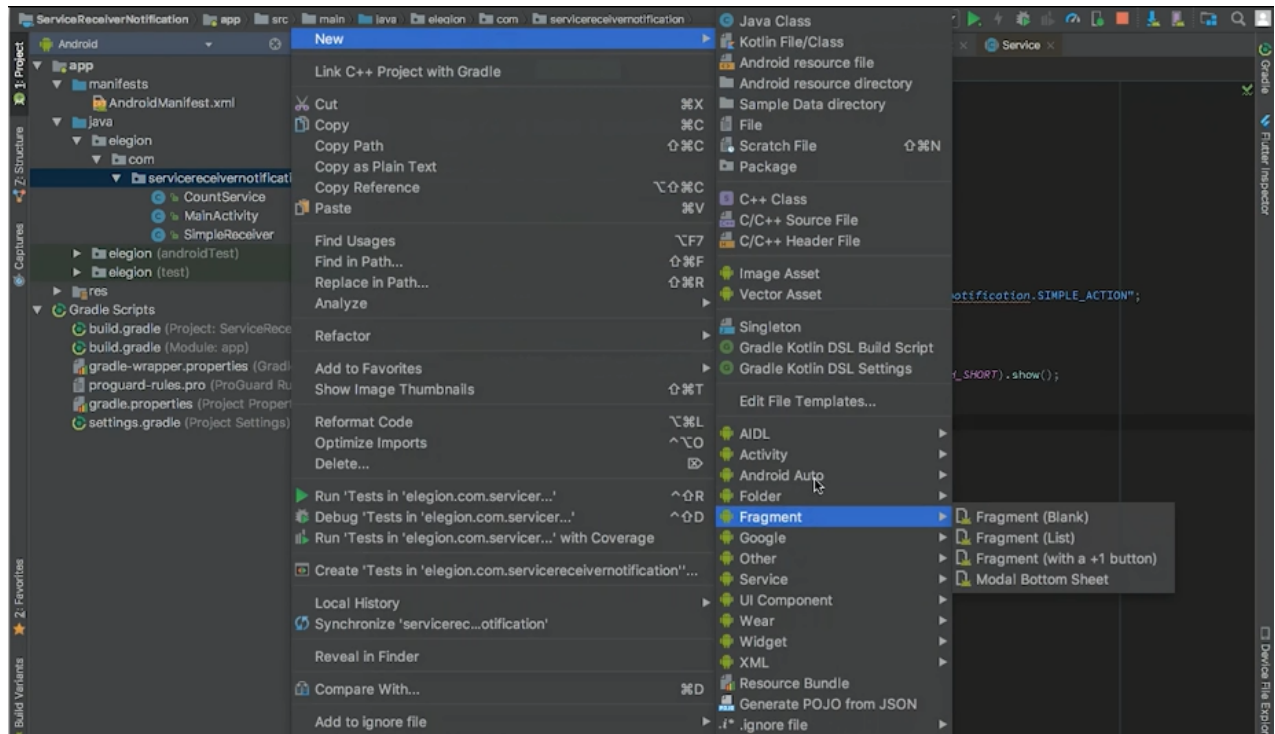 ServiceReceiverNotification app src main java elegion com servicereceivernotification
Android
1: Project
Z: Structure
Captures
2: Favorites
Build Variants
app
manifests
AndroidManifest.xml
java
elegion
com
servicereceivernotificati
CountService
MainActivity
SimpleReceiver
elegion (androidTest)
elegion (test)
res
Gradle Scripts
build.gradle (Project: ServiceRece
build.gradle (Module: app)
gradle-wrapper.properties (Gradl
proguard-rules.pro (ProGuard Ru
gradle.properties (Project Propert
settings.gradle (Project Settings)
New
Link C++ Project with Gradle
Cut ⌘X
Copy ⌘C
Copy Path ⇧⌘C
Copy as Plain Text
Copy Reference ⌥⇧⌘C
Paste ⌘V
Find Usages ⌥F7
Find in Path... ⇧⌘F
Replace in Path... ⇧⌘R
Analyze
Refactor
Add to Favorites
Show Image Thumbnails ⇧⌘T
Reformat Code ⌥⌘L
Optimize Imports ^⌥O
Delete... ⌦
Run 'Tests in 'elegion.com.servicer...' ^⇧R
Debug 'Tests in 'elegion.com.servicer...' ^⇧D
Run 'Tests in 'elegion.com.servicer...' with Coverage
Create 'Tests in 'elegion.com.servicereceivernotification''...
Local History
Synchronize 'servicerec...otification'
Reveal in Finder
Compare With... ⌘D
Add to ignore file
Java Class
Kotlin File/Class
Android resource file
Android resource directory
Sample Data directory
File
Scratch File ⇧⌘N
Package
C++ Class
C/C++ Source File
C/C++ Header File
Image Asset
Vector Asset
Singleton
Gradle Kotlin DSL Build Script
Gradle Kotlin DSL Settings
Edit File Templates...
AIDL
Activity
Android Auto
Folder
Fragment
Google
Other
Service
UI Component
Wear
Widget
XML
Resource Bundle
Generate POJO from JSON
.i* .ignore file
Fragment (Blank)
Fragment (List)
Fragment (with a +1 button)
Modal Bottom Sheet
Service
otification.SIMPLE_ACTION";
_SHORT).show();
Gradle
Flutter Inspector
Device File Explor